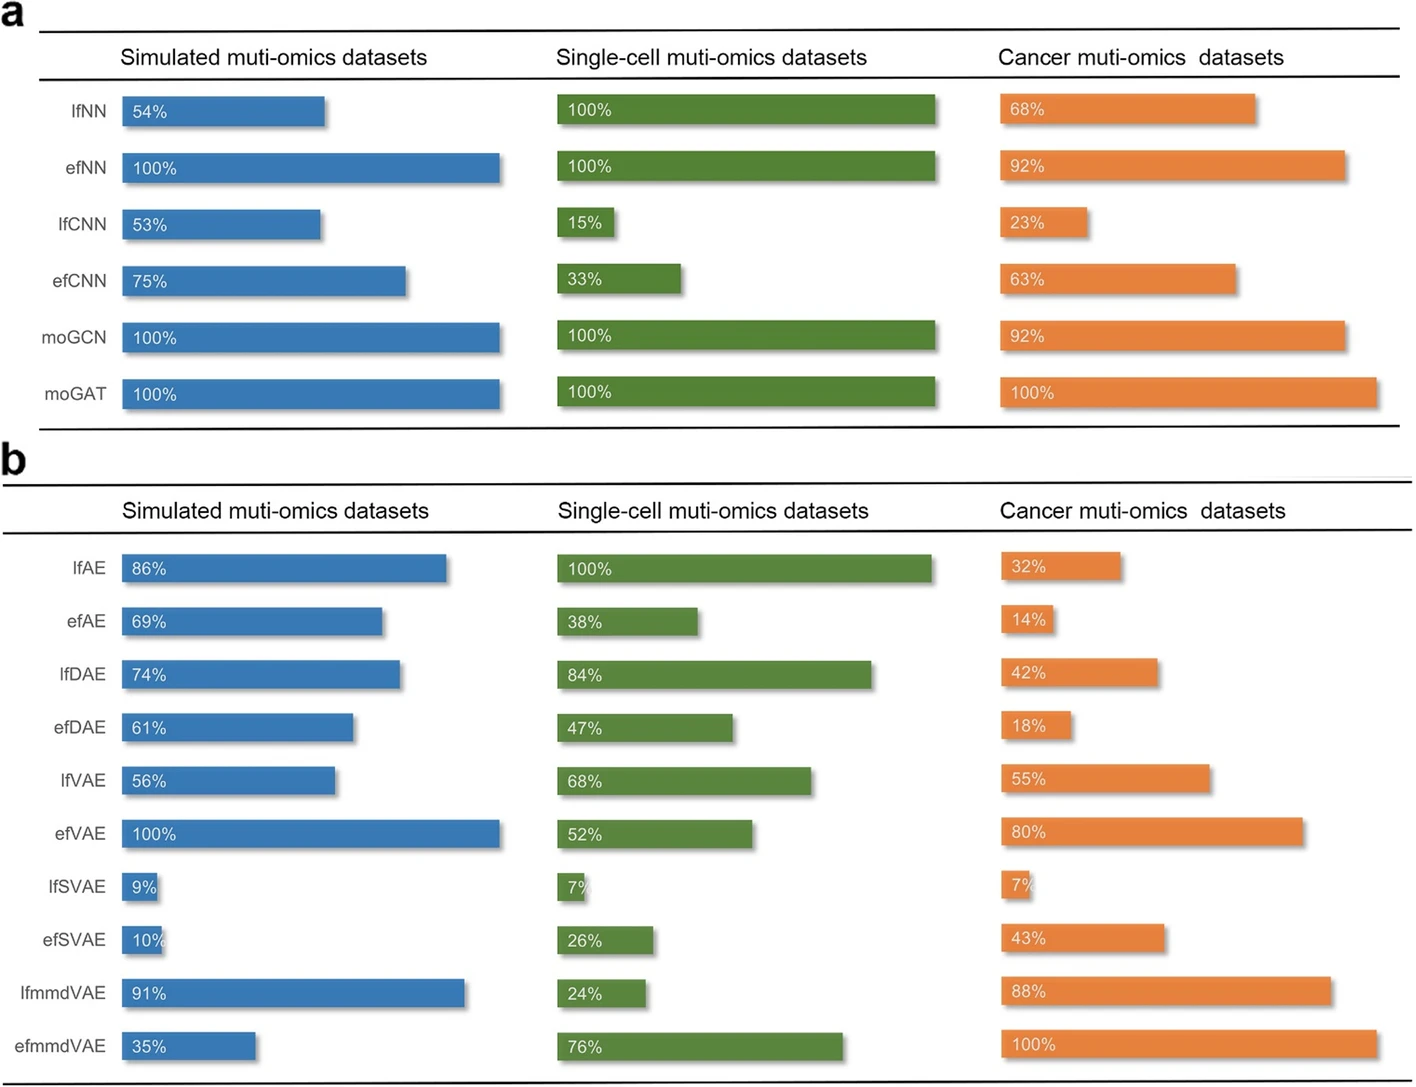 a
Simulated muti-omics datasets Single-cell muti-omics datasets Cancer muti-omics datasets
lfNN 54% 100% 68%
efNN 100% 100% 92%
lfCNN 53% 15% 23%
efCNN 75% 33% 63%
moGCN 100% 100% 92%
moGAT 100% 100% 100%
b
Simulated muti-omics datasets Single-cell muti-omics datasets Cancer muti-omics datasets
lfAE 86% 100% 32%
efAE 69% 38% 14%
lfDAE 74% 84% 42%
efDAE 61% 47% 18%
lfVAE 56% 68% 55%
efVAE 100% 52% 80%
lfSVAE 9% 7% 7%
efSVAE 10% 26% 43%
lfmmdVAE 91% 24% 88%
efmmdVAE 35% 76% 100%